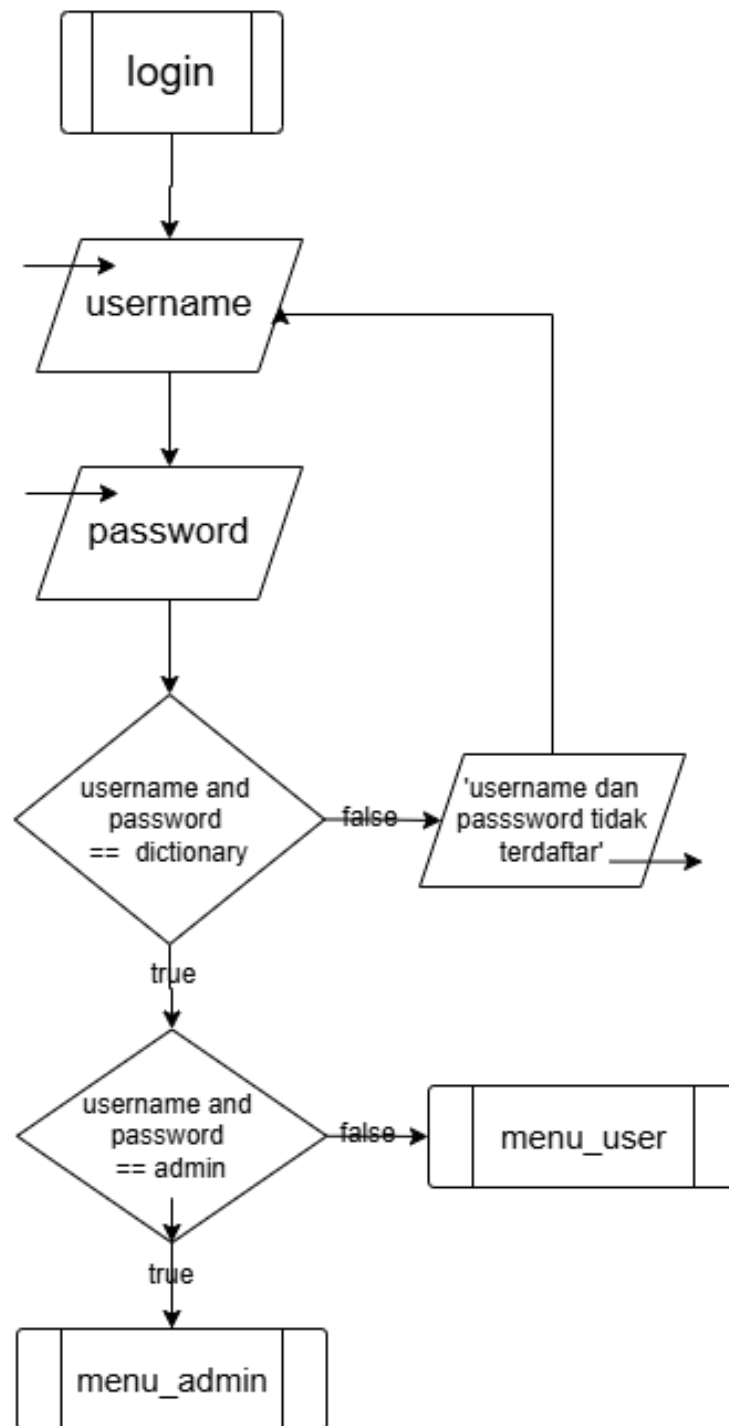 login
username
password
username and
password
== dictionary
false
'username dan
passsword tidak
terdaftar'
true
username and
password
== admin
false
menu_user
true
menu_admin